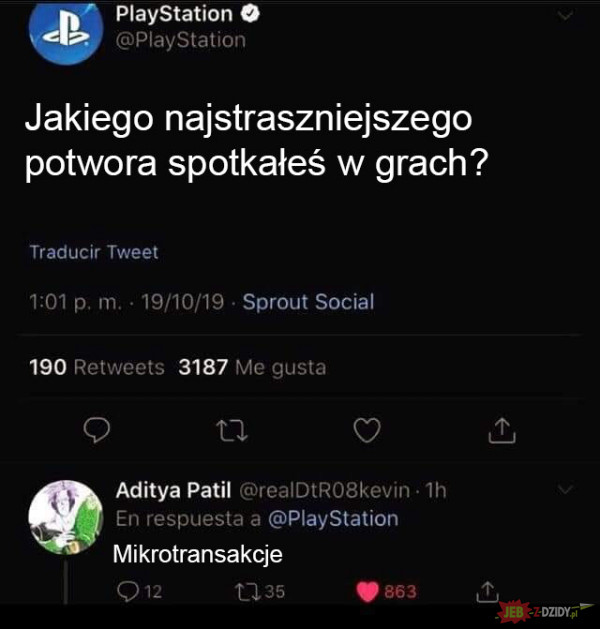 PlayStation
@PlayStation
Jakiego najstraszniejszego
potwora spotkałeś w grach?
Traducir Tweet
1:01 p. m. · 19/10/19 · Sprout Social
190 Retweets 3187 Me gusta
Aditya Patil @realDtR08kevin · 1h
En respuesta a @PlayStation
Mikrotransakcje
12 35 863
JEB-Z-DZIDY.pl